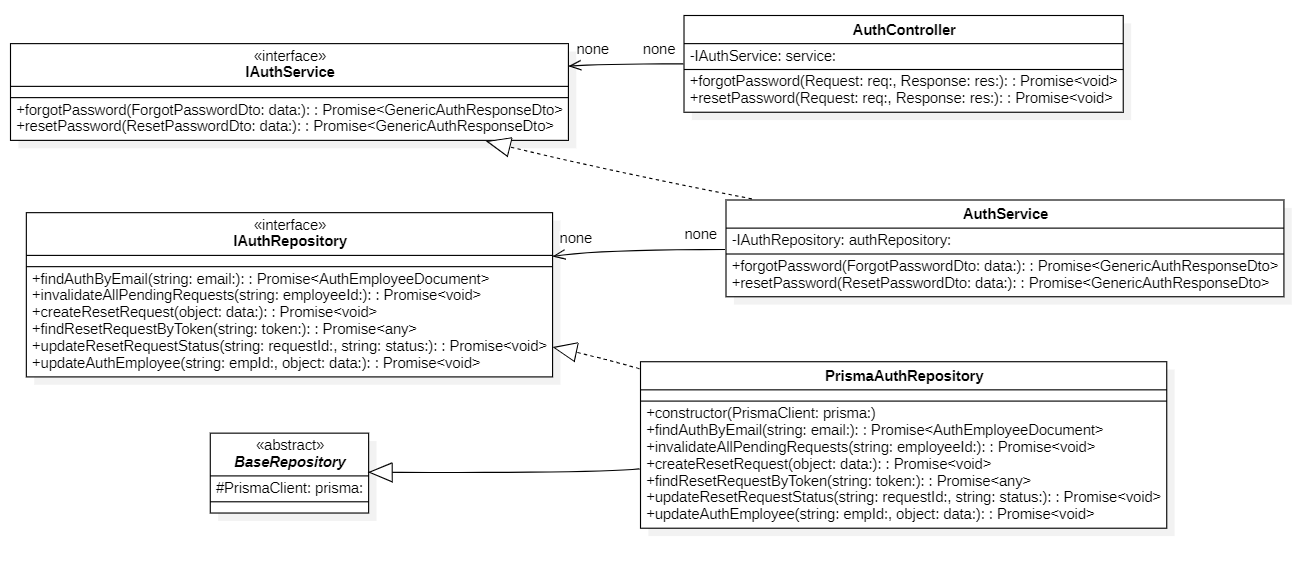 «interface»
IAuthService
+forgotPassword(ForgotPasswordDto: data:): : Promise<GenericAuthResponseDto>
+resetPassword(ResetPasswordDto: data:): : Promise<GenericAuthResponseDto>
none
none
AuthController
-IAuthService: service:
+forgotPassword(Request: req:, Response: res:): : Promise<void>
+resetPassword(Request: req:, Response: res:): : Promise<void>
«interface»
IAuthRepository
+findAuthByEmail(string: email:): : Promise<AuthEmployeeDocument>
+invalidateAllPendingRequests(string: employeeId:): : Promise<void>
+createResetRequest(object: data:): : Promise<void>
+findResetRequestByToken(string: token:): : Promise<any>
+updateResetRequestStatus(string: requestId:, string: status:): : Promise<void>
+updateAuthEmployee(string: empId:, object: data:): : Promise<void>
none
none
AuthService
-IAuthRepository: authRepository:
+forgotPassword(ForgotPasswordDto: data:): : Promise<GenericAuthResponseDto>
+resetPassword(ResetPasswordDto: data:): : Promise<GenericAuthResponseDto>
«abstract»
BaseRepository
#PrismaClient: prisma:
PrismaAuthRepository
+constructor(PrismaClient: prisma:)
+findAuthByEmail(string: email:): : Promise<AuthEmployeeDocument>
+invalidateAllPendingRequests(string: employeeId:): : Promise<void>
+createResetRequest(object: data:): : Promise<void>
+findResetRequestByToken(string: token:): : Promise<any>
+updateResetRequestStatus(string: requestId:, string: status:): : Promise<void>
+updateAuthEmployee(string: empId:, object: data:): : Promise<void>